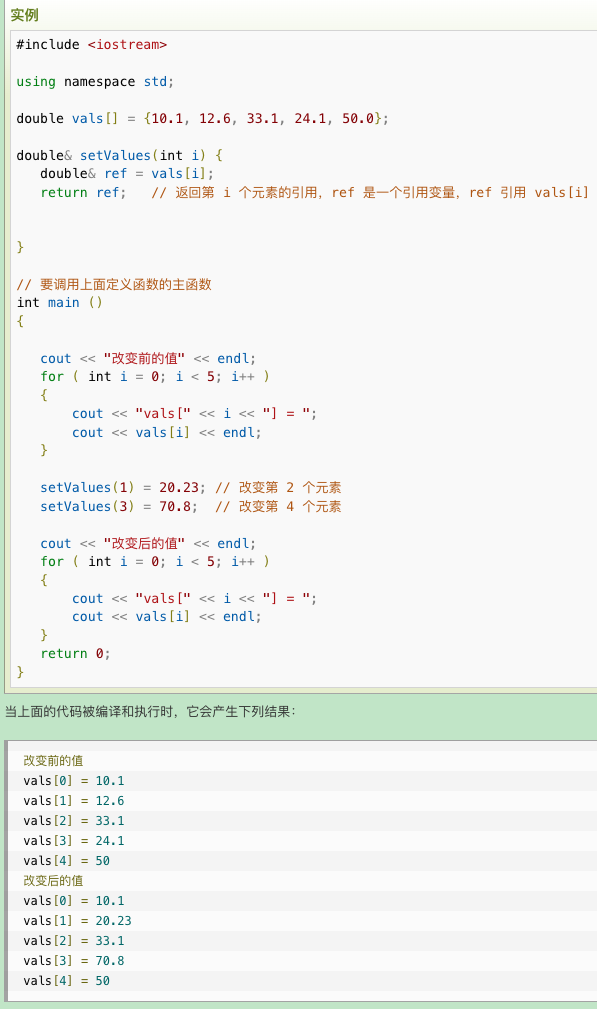 实例
#include <iostream>
using namespace std;
double vals[] = {10.1, 12.6, 33.1, 24.1, 50.0};
double& setValues(int i) {
   double& ref = vals[i];
   return ref;   // 返回第 i 个元素的引用，ref 是一个引用变量，ref 引用 vals[i]
}
// 要调用上面定义函数的主函数
int main ()
{
   cout << "改变前的值" << endl;
   for ( int i = 0; i < 5; i++ )
   {
       cout << "vals[" << i << "] = ";
       cout << vals[i] << endl;
   }
   setValues(1) = 20.23; // 改变第 2 个元素
   setValues(3) = 70.8;  // 改变第 4 个元素
   cout << "改变后的值" << endl;
   for ( int i = 0; i < 5; i++ )
   {
       cout << "vals[" << i << "] = ";
       cout << vals[i] << endl;
   }
   return 0;
}
当上面的代码被编译和执行时，它会产生下列结果：
改变前的值
vals[0] = 10.1
vals[1] = 12.6
vals[2] = 33.1
vals[3] = 24.1
vals[4] = 50
改变后的值
vals[0] = 10.1
vals[1] = 20.23
vals[2] = 33.1
vals[3] = 70.8
vals[4] = 50